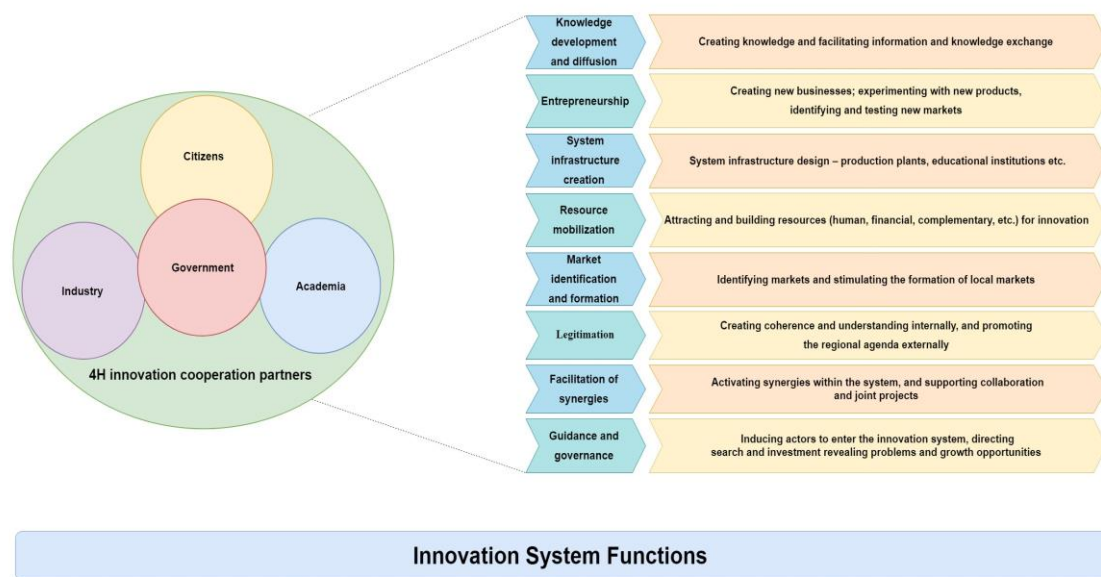 Citizens
Government
Industry
Academia
4H innovation cooperation partners
Knowledge
development
and diffusion
Creating knowledge and facilitating information and knowledge exchange
Entrepreneurship
Creating new businesses; experimenting with new products,
identifying and testing new markets
System
infrastructure
creation
System infrastructure design – production plants, educational institutions etc.
Resource
mobilization
Attracting and building resources (human, financial, complementary, etc.) for innovation
Market
identification
and formation
Identifying markets and stimulating the formation of local markets
Legitimation
Creating coherence and understanding internally, and promoting
the regional agenda externally
Facilitation of
synergies
Activating synergies within the system, and supporting collaboration
and joint projects
Guidance and
governance
Inducing actors to enter the innovation system, directing
search and investment revealing problems and growth opportunities
Innovation System Functions